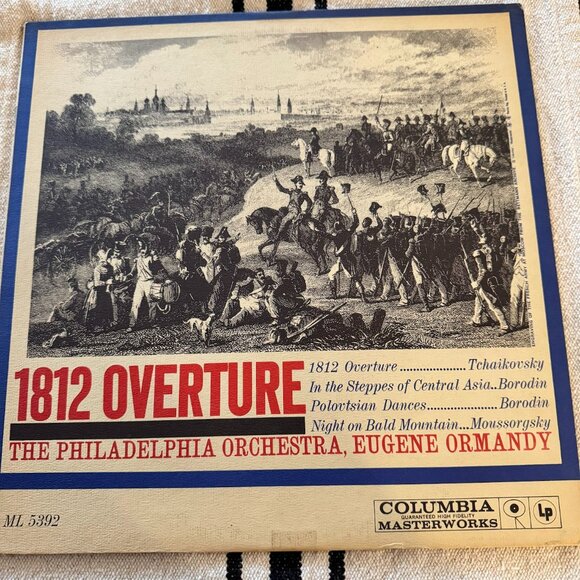 1812 OVERTURE
1812 Overture......................Tchaikovsky
In the Steppes of Central Asia..Borodin
Polovtsian Dances.......................Borodin
Night on Bald Mountain...Moussorgsky
THE PHILADELPHIA ORCHESTRA, EUGENE ORMANDY
ML 5392
COLUMBIA
GUARANTEED HIGH FIDELITY
MASTERWORKS
Lp